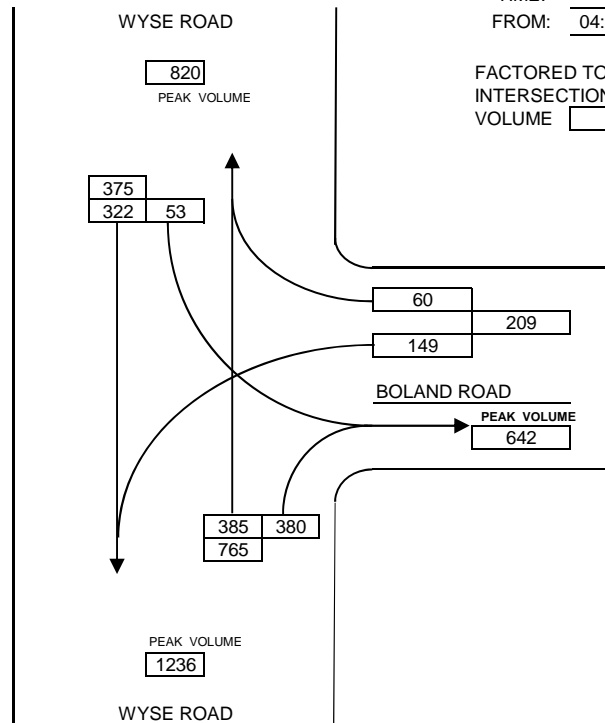 WYSE ROAD
FROM: 04:
820
PEAK VOLUME
FACTORED TO
INTERSECTION
VOLUME
375
322 53
60
209
149
BOLAND ROAD
PEAK VOLUME
642
385 380
765
PEAK VOLUME
1236
WYSE ROAD